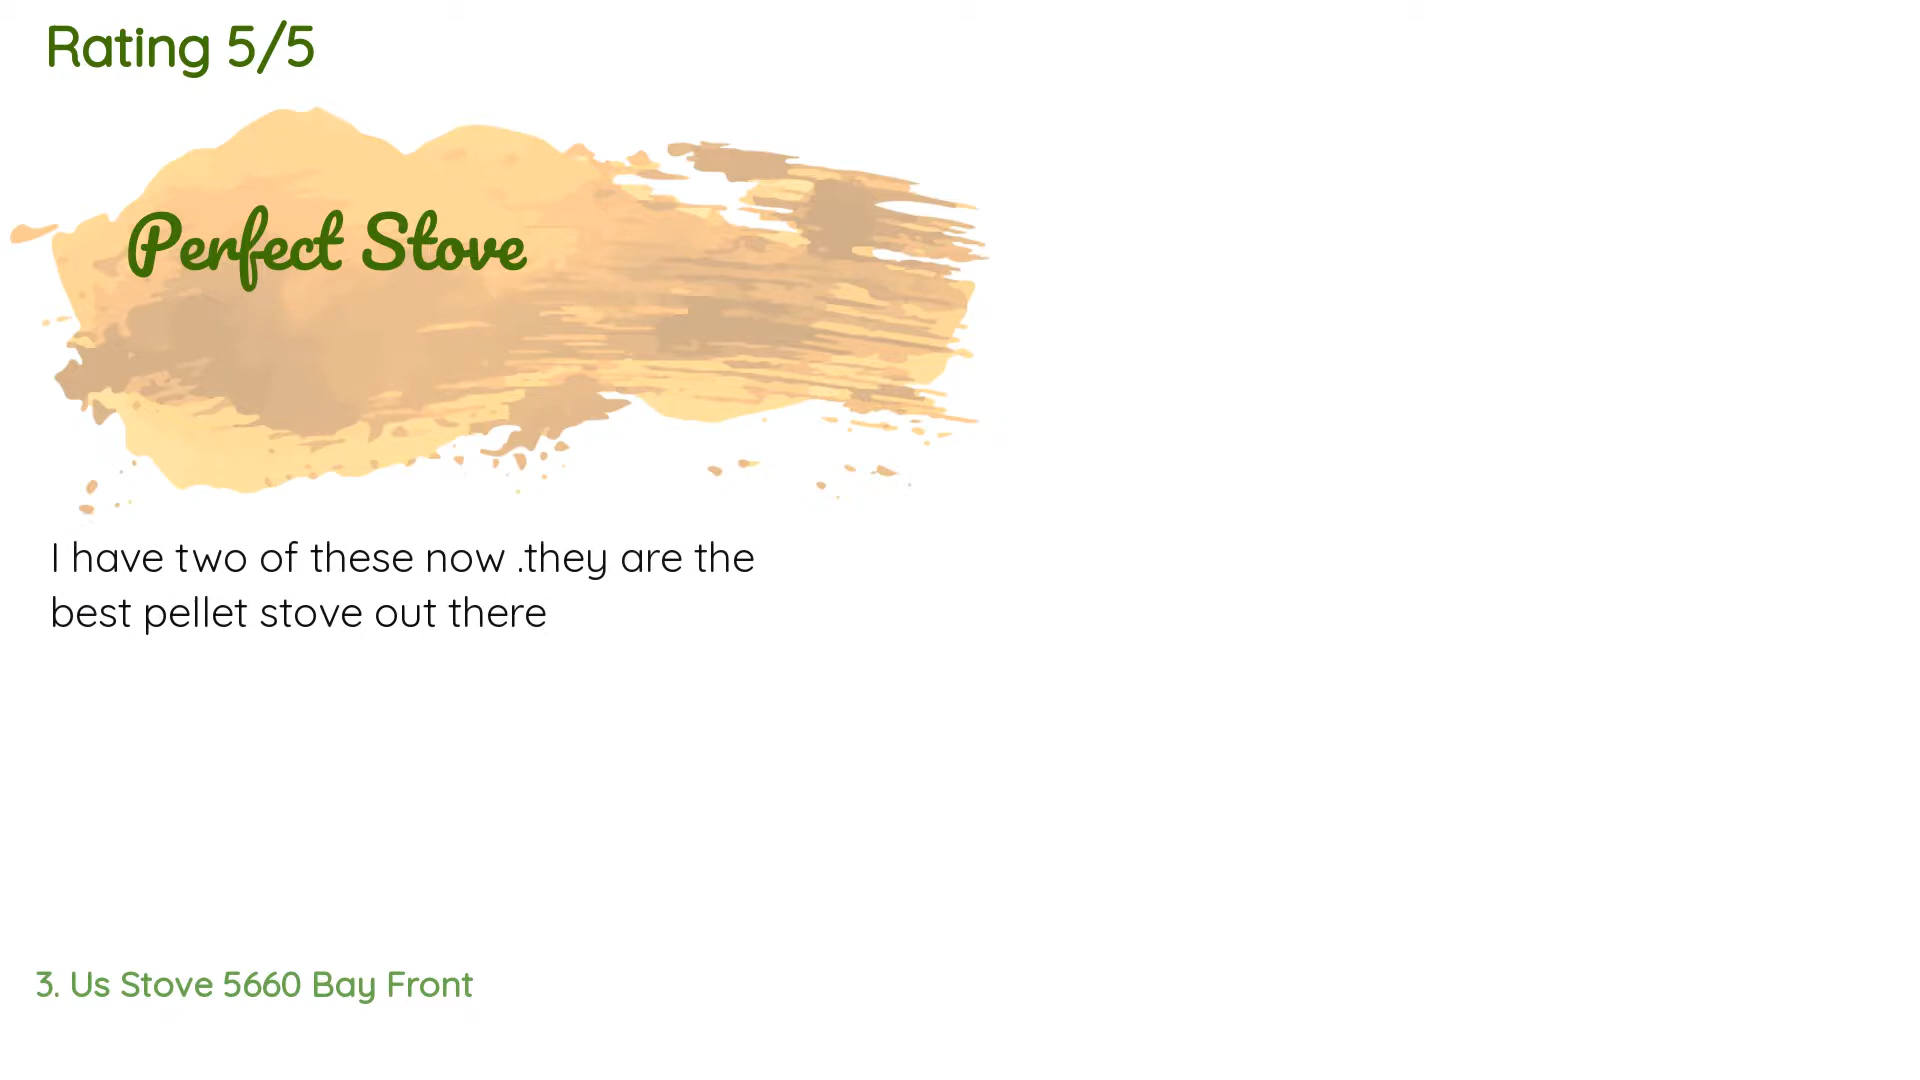 Rating 5/5
Perfect Stove
I have two of these now .they are the
best pellet stove out there
3. Us Stove 5660 Bay Front